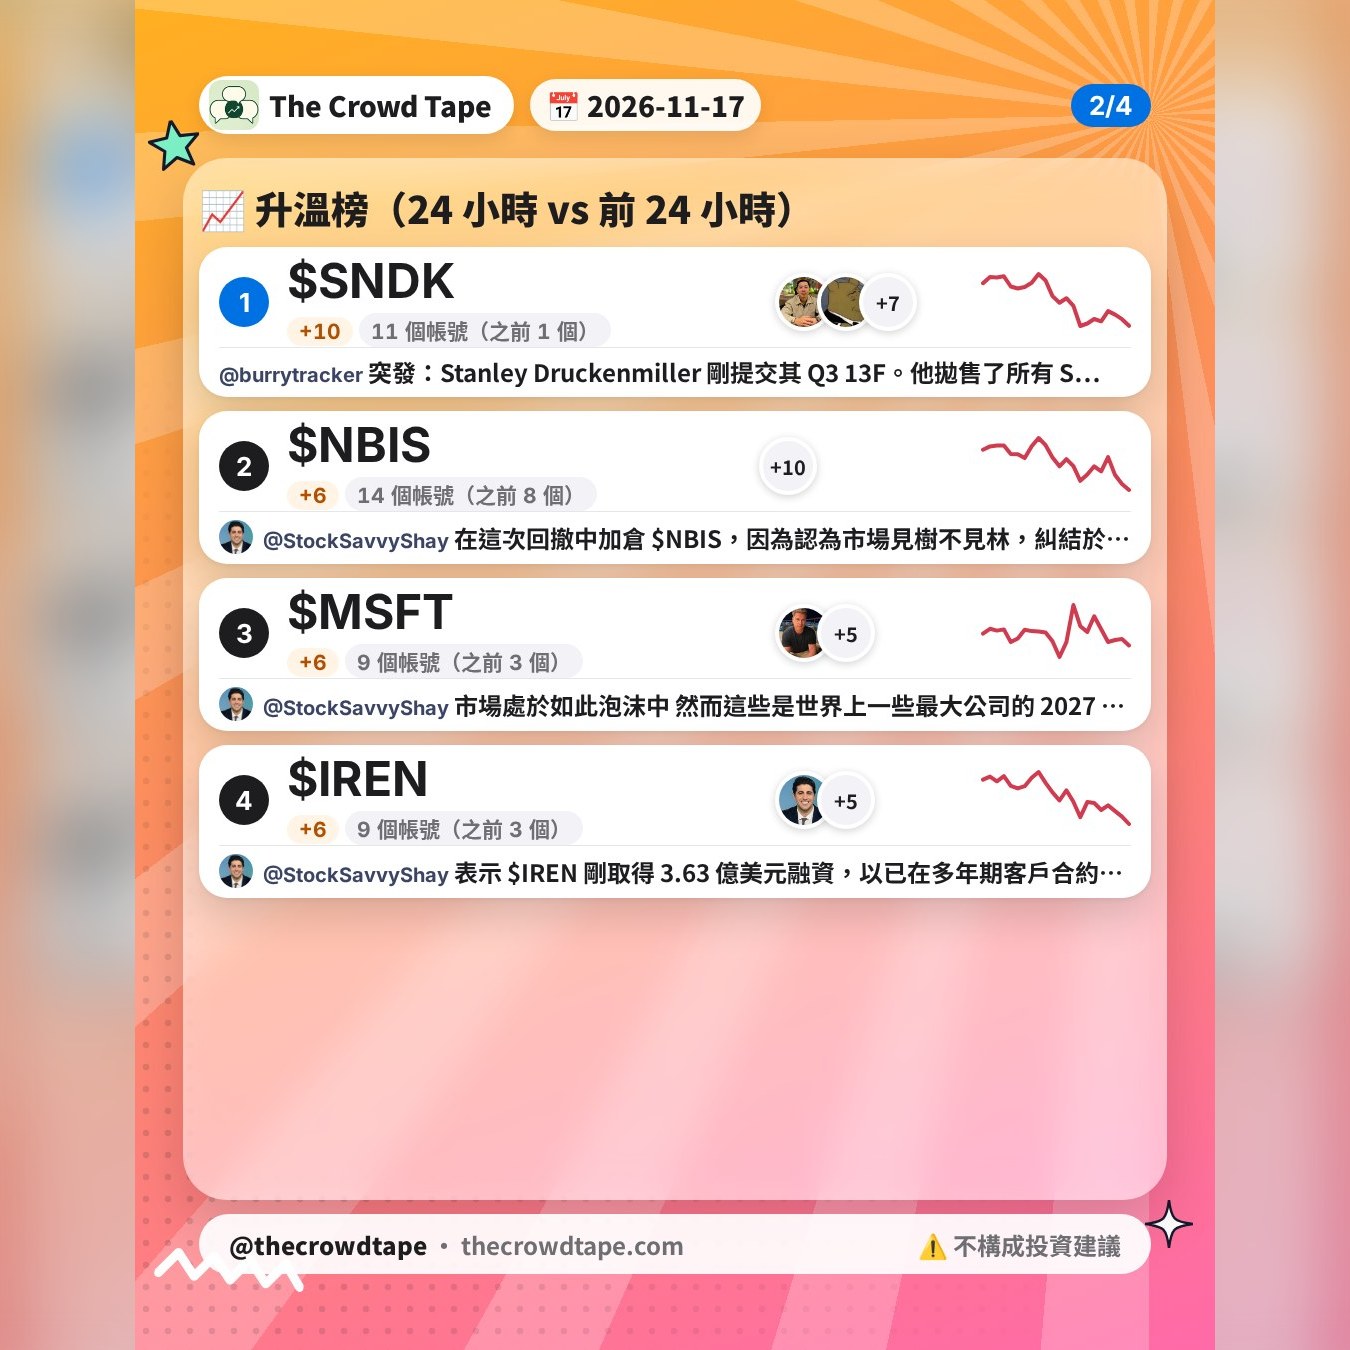 The Crowd Tape
July 17
2026-11-17
2/4
📈 升溫榜（24 小時 vs 前 24 小時）
1
$SNDK
+10 11 個帳號（之前 1 個）
+7
@burrytracker 突發：Stanley Druckenmiller 剛提交其 Q3 13F。他拋售了所有 S…
2
$NBIS
+6 14 個帳號（之前 8 個）
+10
@StockSavvyShay 在這次回撤中加倉 $NBIS，因為認為市場見樹不見林，糾結於…
3
$MSFT
+6 9 個帳號（之前 3 個）
+5
@StockSavvyShay 市場處於如此泡沫中 然而這些是世界上一些最大公司的 2027 …
4
$IREN
+6 9 個帳號（之前 3 個）
+5
@StockSavvyShay 表示 $IREN 剛取得 3.63 億美元融資，以已在多年期客戶合約…
@thecrowdtape • thecrowdtape.com
⚠️ 不構成投資建議